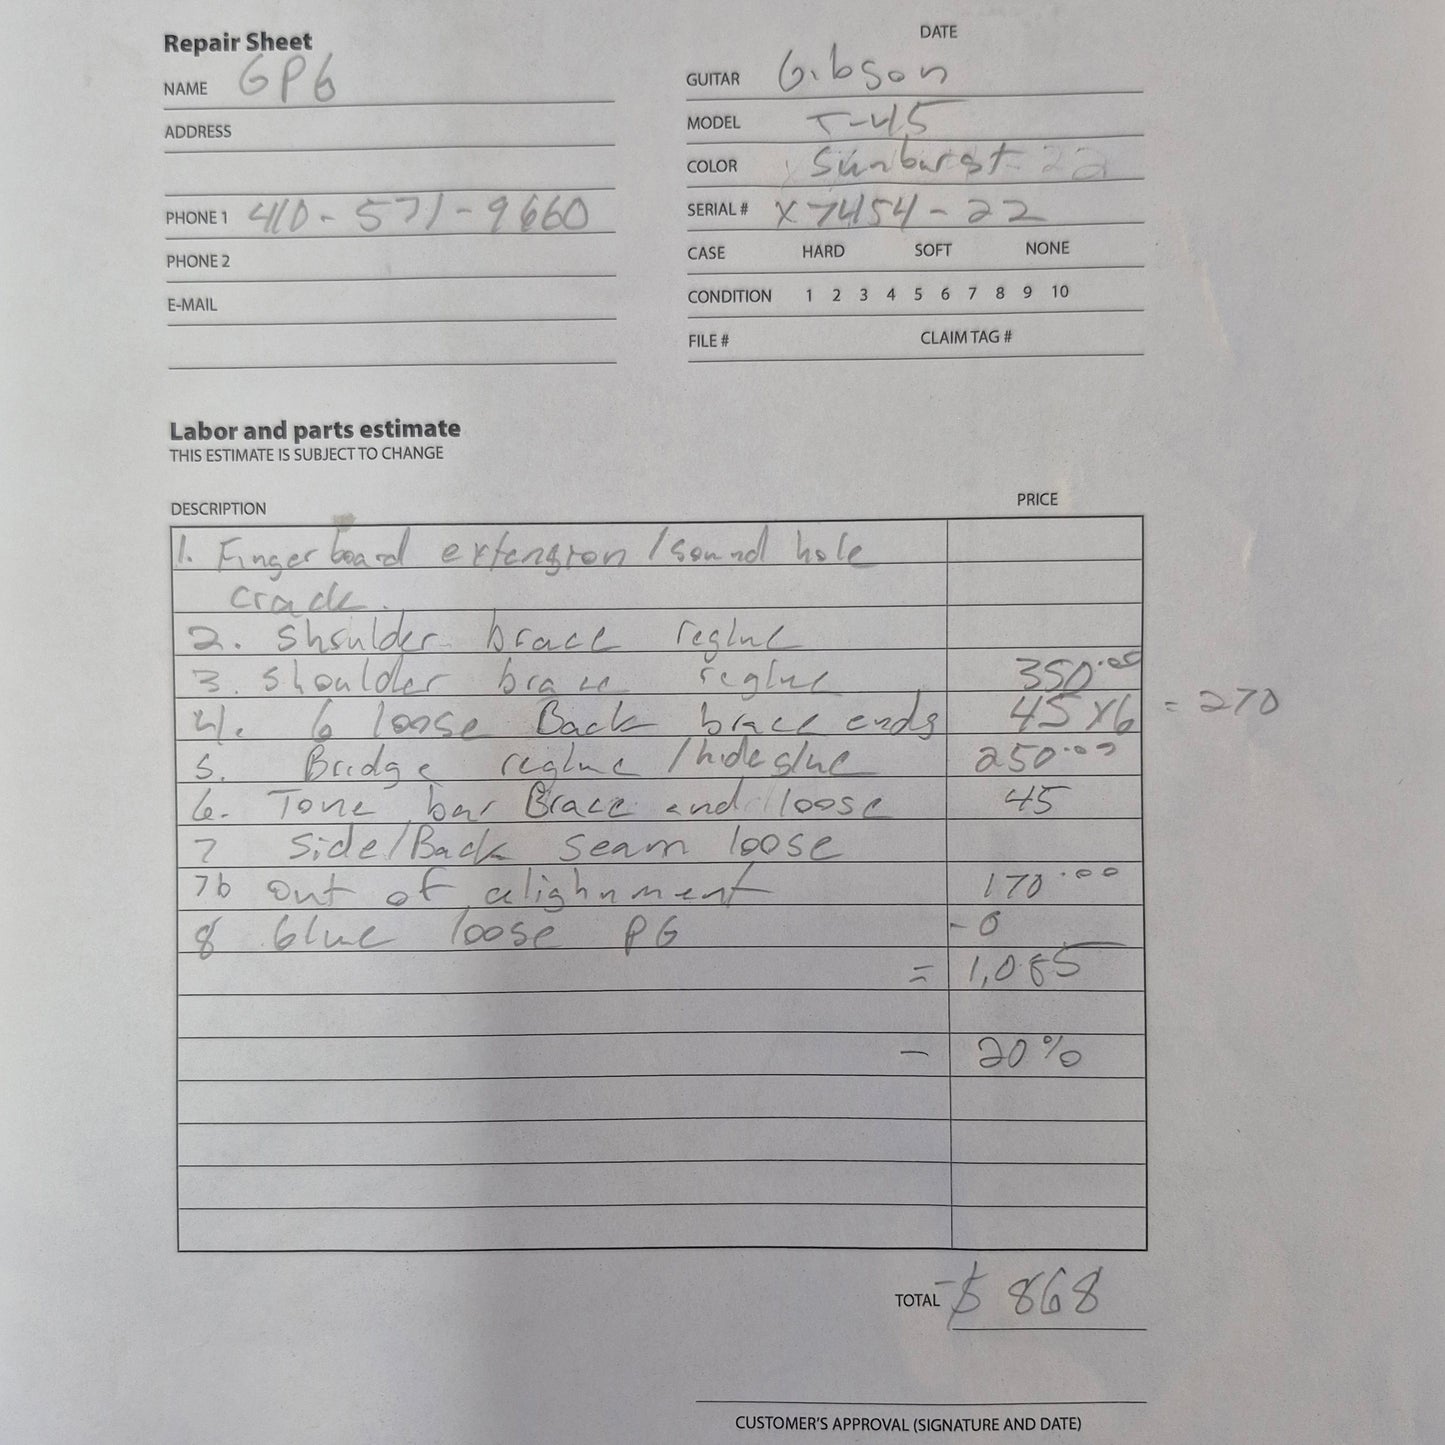 Repair Sheet
DATE
NAME GPG
GUITAR Gibson
ADDRESS
MODEL J-45
COLOR Sunburst 22
PHONE 1 410-571-9660
SERIAL # X7454-22
PHONE 2
CASE HARD SOFT NONE
E-MAIL
CONDITION 1 2 3 4 5 6 7 8 9 10
FILE # CLAIM TAG #
Labor and parts estimate
THIS ESTIMATE IS SUBJECT TO CHANGE
DESCRIPTION PRICE
1. Fingerboard extension/sound hole
crack.
2. Shoulder brace reglue
3. Shoulder brace reglue 350.00
4. 6 loose Back brace ends 45 x6 = 270
5. Bridge reglue / hide glue 250.00
6. Tone bar Brace end loose 45
7 Side/Back seam loose
7b out of alighnment 170.00
8 Glue loose PG -0
= 1,085
- 20%
TOTAL -$ 868
CUSTOMER'S APPROVAL (SIGNATURE AND DATE)